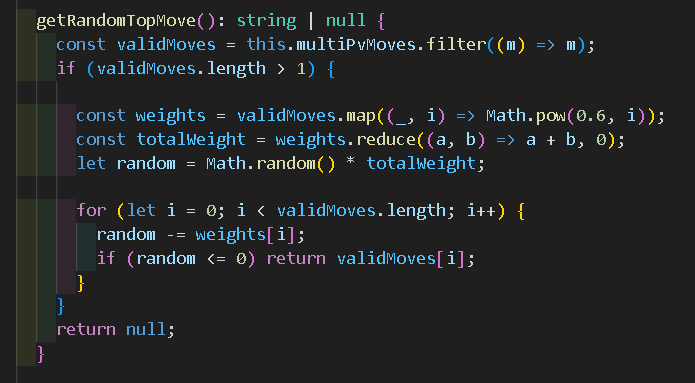 getRandomTopMove(): string | null {
const validMoves = this.multiPvMoves.filter((m) => m);
if (validMoves.length > 1) {
const weights = validMoves.map((_, i) => Math.pow(0.6, i));
const totalWeight = weights.reduce((a, b) => a + b, 0);
let random = Math.random() * totalWeight;
for (let i = 0; i < validMoves.length; i++) {
random -= weights[i];
if (random <= 0) return validMoves[i];
}
}
return null;
}